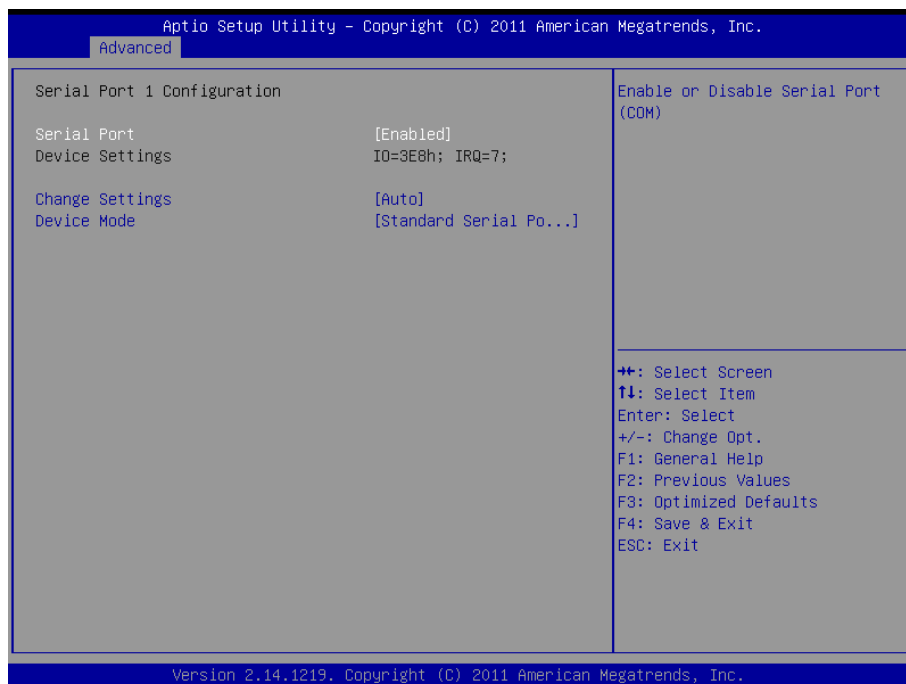 Aptio Setup Utility – Copyright (C) 2011 American Megatrends, Inc.
Advanced
Serial Port 1 Configuration
Serial Port [Enabled]
Device Settings IO=3E8h; IRQ=7;
Change Settings [Auto]
Device Mode [Standard Serial Po...]
Enable or Disable Serial Port
(COM)
→←: Select Screen
↑↓: Select Item
Enter: Select
+/-: Change Opt.
F1: General Help
F2: Previous Values
F3: Optimized Defaults
F4: Save & Exit
ESC: Exit
Version 2.14.1219. Copyright (C) 2011 American Megatrends, Inc.